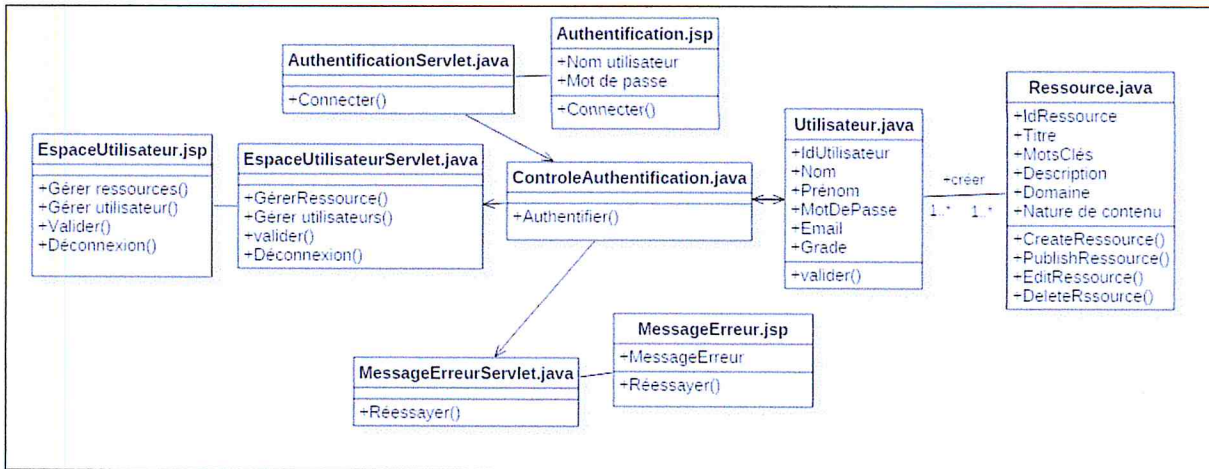 Authentification.jsp
+Nom utilisateur
+Mot de passe
+Connecter()
AuthentificationServlet.java
+Connecter()
Ressource.java
+IdRessource
+Titre
+MotsClés
+Description
+Domaine
+Nature de contenu
+CreateRessource()
+PublishRessource()
+EditRessource()
+DeleteRssource()
Utilisateur.java
+IdUtilisateur
+Nom
+Prénom
+MotDePasse
+Email
+Grade
+valider()
+créer
1..* 1..*
EspaceUtilisateur.jsp
+Gérer ressources()
+Gérer utilisateur()
+Valider()
+Déconnexion()
EspaceUtilisateurServlet.java
+GérerRessource()
+Gérer utilisateurs()
+valider()
+Déconnexion()
ControleAuthentification.java
+Authentifier()
MessageErreur.jsp
+MessageErreur
+Réessayer()
MessageErreurServlet.java
+Réessayer()